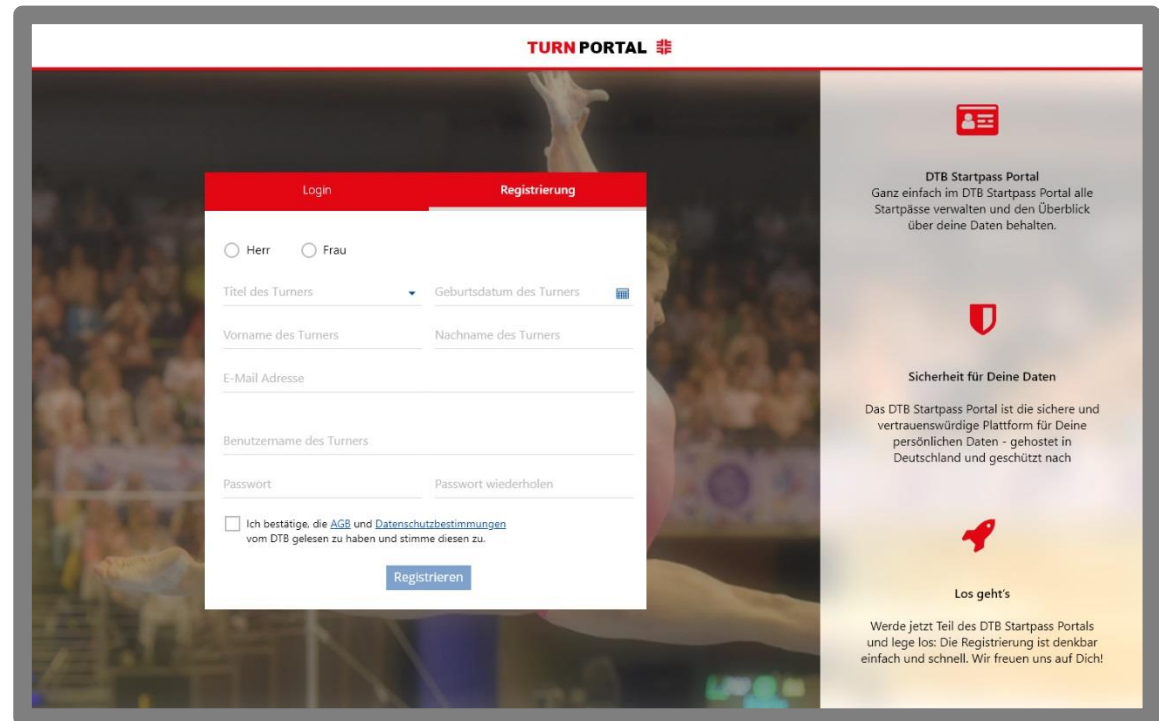 TURN PORTAL
Login
Registrierung
Herr
Frau
Titel des Turners
Geburtsdatum des Turners
Vorname des Turners
Nachname des Turners
E-Mail Adresse
Benutzername des Turners
Passwort
Passwort wiederholen
Ich bestätige, die AGB und Datenschutzbestimmungen
vom DTB gelesen zu haben und stimme diesen zu.
Registrieren
DTB Startpass Portal
Ganz einfach im DTB Startpass Portal alle
Startpässe verwalten und den Überblick
über deine Daten behalten.
Sicherheit für Deine Daten
Das DTB Startpass Portal ist die sichere und
vertrauenswürdige Plattform für Deine
persönlichen Daten - gehostet in
Deutschland und geschützt nach
Los geht's
Werde jetzt Teil des DTB Startpass Portals
und lege los: Die Registrierung ist denkbar
einfach und schnell. Wir freuen uns auf Dich!